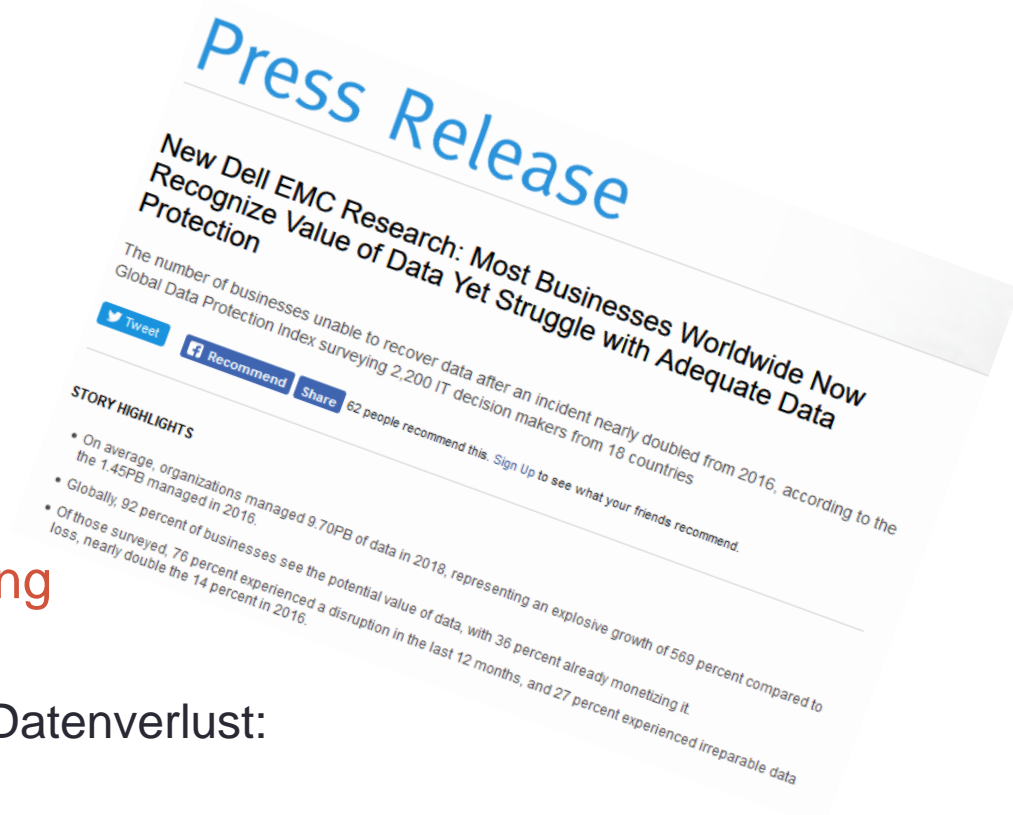 Press Release
New Dell EMC Research: Most Businesses Worldwide Now
Recognize Value of Data Yet Struggle with Adequate Data
Protection
The number of businesses unable to recover data after an incident nearly doubled from 2016, according to the
Global Data Protection Index surveying 2,200 IT decision makers from 18 countries
Tweet
Recommend Share 62 people recommend this. Sign Up to see what your friends recommend.
STORY HIGHLIGHTS
• On average, organizations managed 9.70PB of data in 2018, representing an explosive growth of 569 percent compared to
the 1.45PB managed in 2016.
• Globally, 92 percent of businesses see the potential value of data, with 36 percent already monetizing it.
• Of those surveyed, 76 percent experienced a disruption in the last 12 months, and 27 percent experienced irreparable data
loss, nearly double the 14 percent in 2016.
ng
Datenverlust: